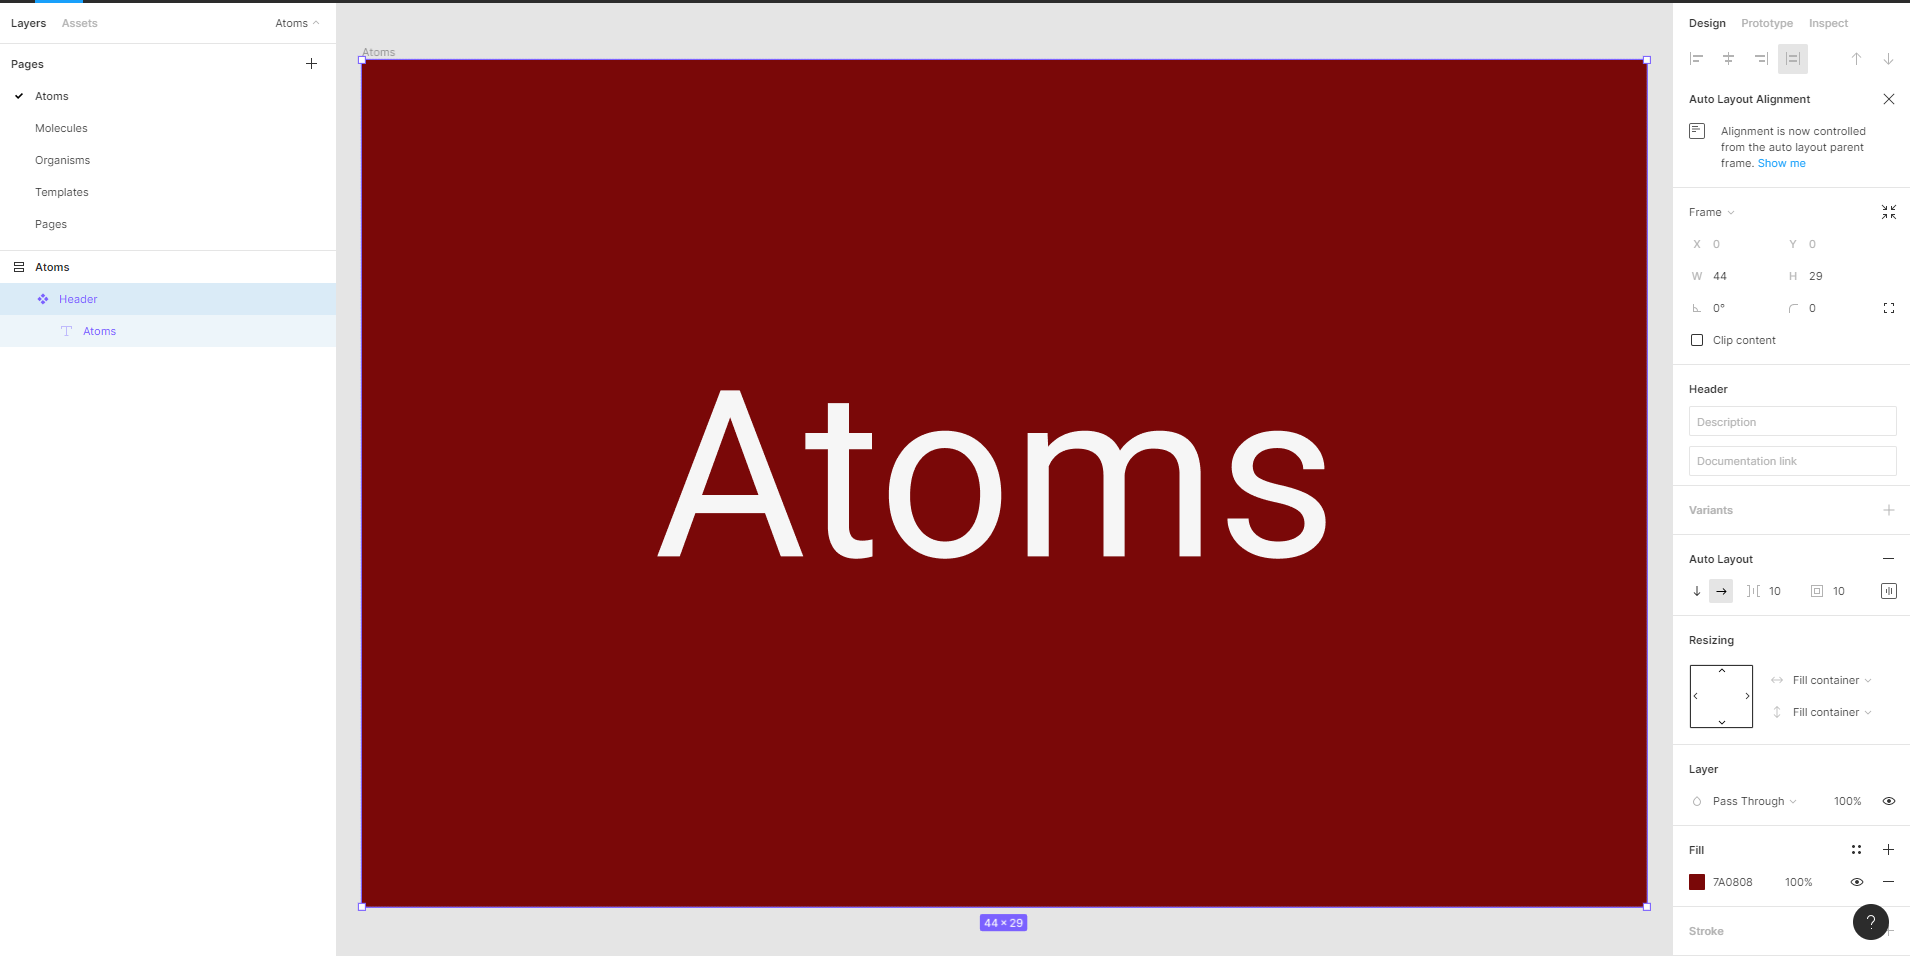 Layers Assets Atoms
Pages
Atoms
Molecules
Organisms
Templates
Pages
Atoms
Header
Atoms
Atoms
Atoms
44 × 29
Design Prototype Inspect
Auto Layout Alignment
Alignment is now controlled
from the auto layout parent
frame. Show me
Frame
X 0 Y 0
W 44 H 29
0° 0
Clip content
Header
Description
Documentation link
Variants
Auto Layout
10 10
Resizing
Fill container
Fill container
Layer
Pass Through 100%
Fill
7A0808 100%
Stroke
?